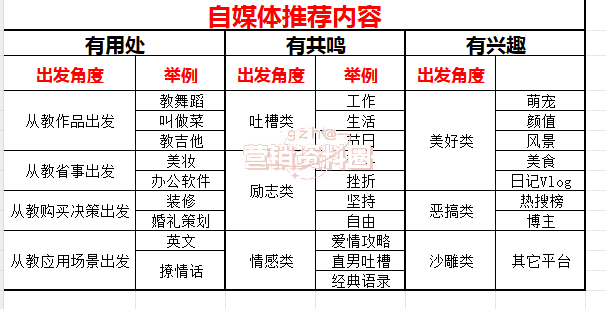 自媒体推荐内容
有用处 有共鸣 有兴趣
出发角度 举例 出发角度 举例 出发角度
从教作品出发 教舞蹈 吐槽类 工作 美好类 萌宠
叫做菜 生活 颜值
教吉他 节日 风景
从教省事出发 美妆 励志类 美食
办公软件 挫折 日记Vlog
从教购买决策出发 装修 坚持 恶搞类 热搜榜
婚礼策划 自由 博主
从教应用场景出发 英文 情感类 爱情攻略 沙雕类 其它平台
撩情话 直男吐槽
经典语录
营销资料圈